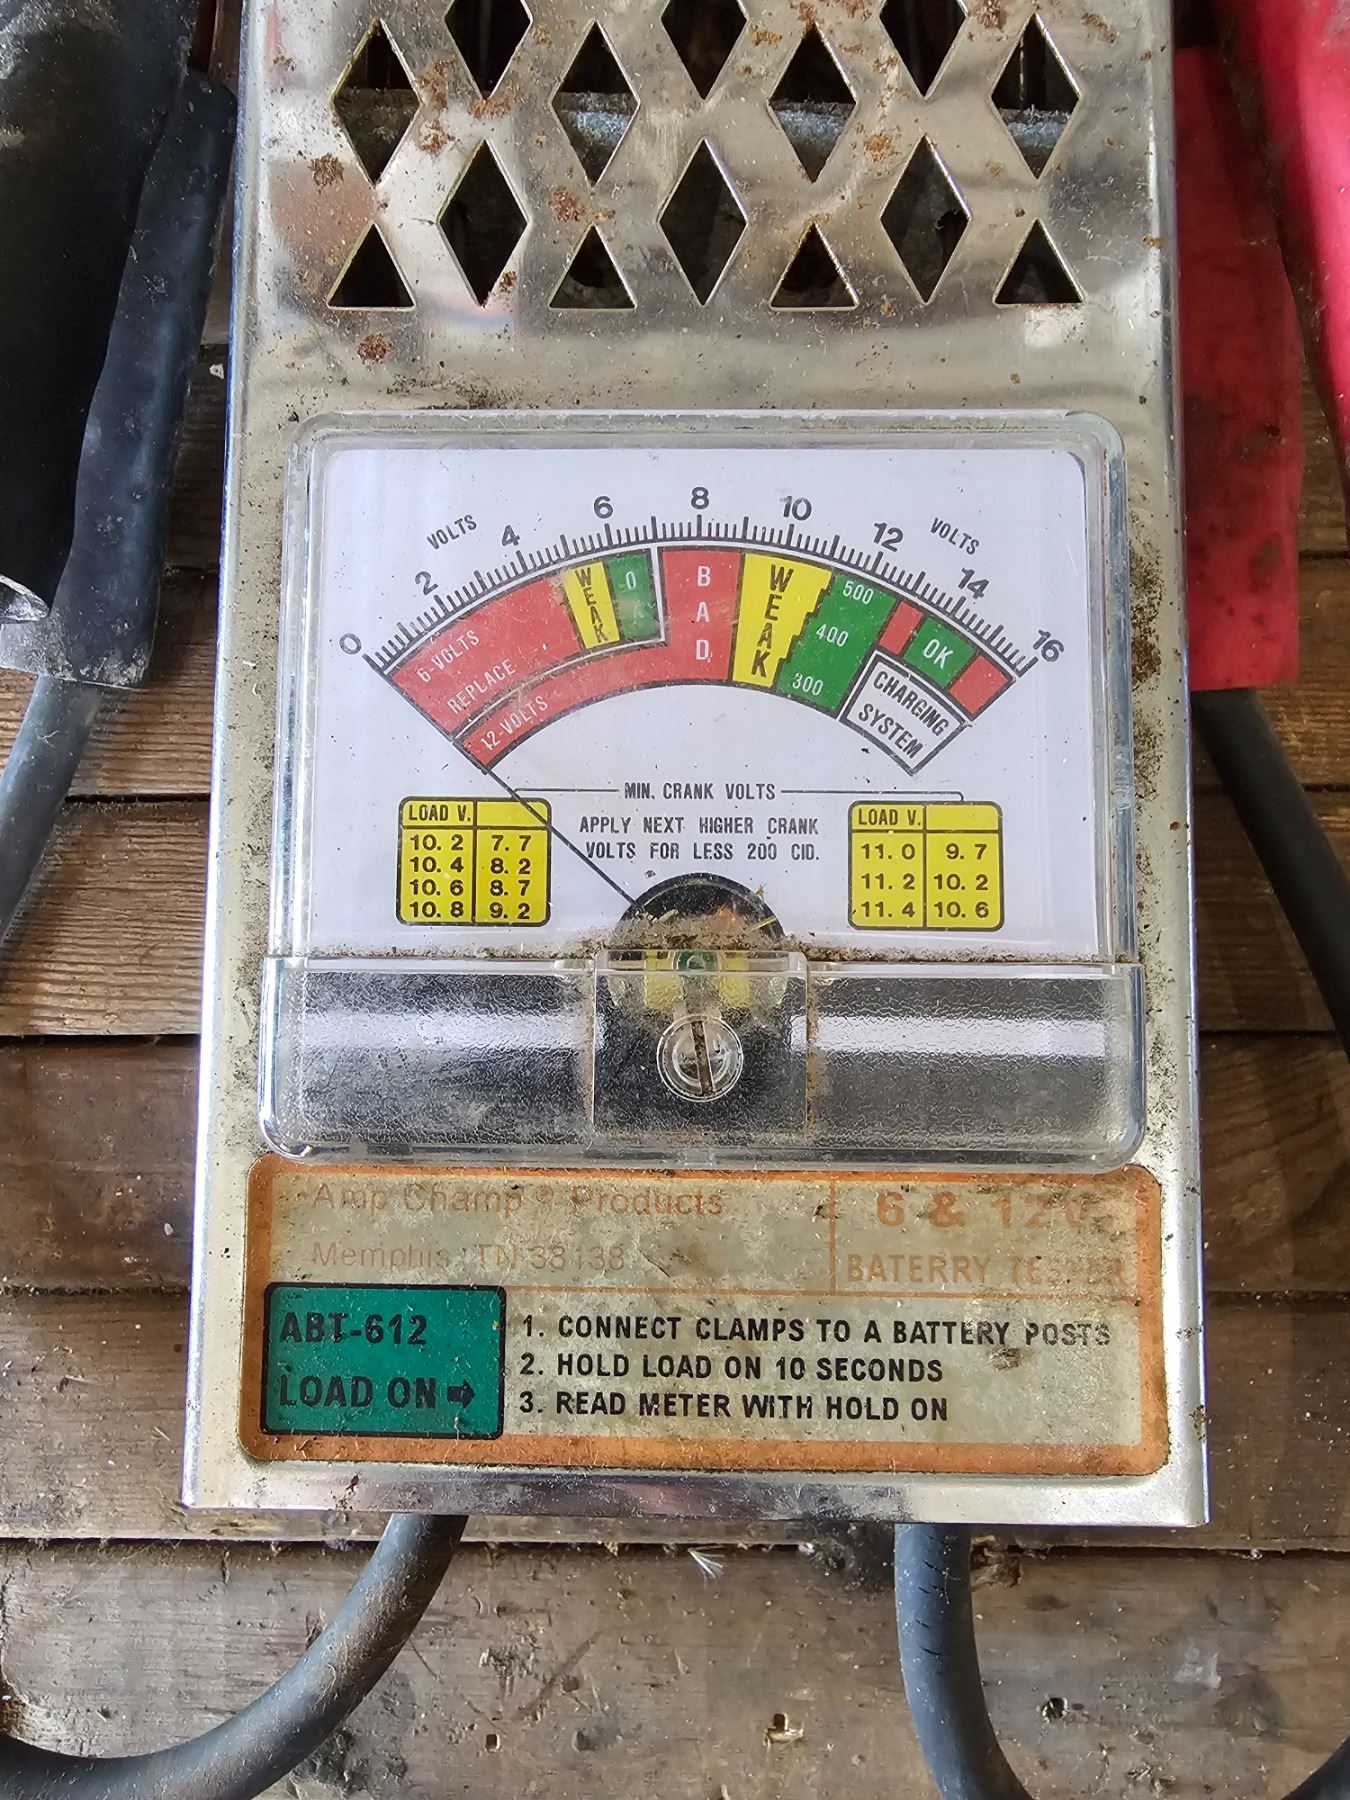 VOLTS
VOLTS
0 2 4 6 8 10 12 14 16
6-VOLTS
REPLACE
12-VOLTS
WEAK
BAD
WEAK
500
400
300
OK
CHARGING
SYSTEM
MIN. CRANK VOLTS
APPLY NEXT HIGHER CRANK
VOLTS FOR LESS 200 CID.
LOAD V.
10.2 7.7
10.4 8.2
10.6 8.7
10.8 9.2
LOAD V.
11.0 9.7
11.2 10.2
11.4 10.6
Amp Champ ® Products
Memphis, TN 38138
6 & 12V
BATERRY TESTER
ABT-612
LOAD ON →
1. CONNECT CLAMPS TO A BATTERY POSTS
2. HOLD LOAD ON 10 SECONDS
3. READ METER WITH HOLD ON